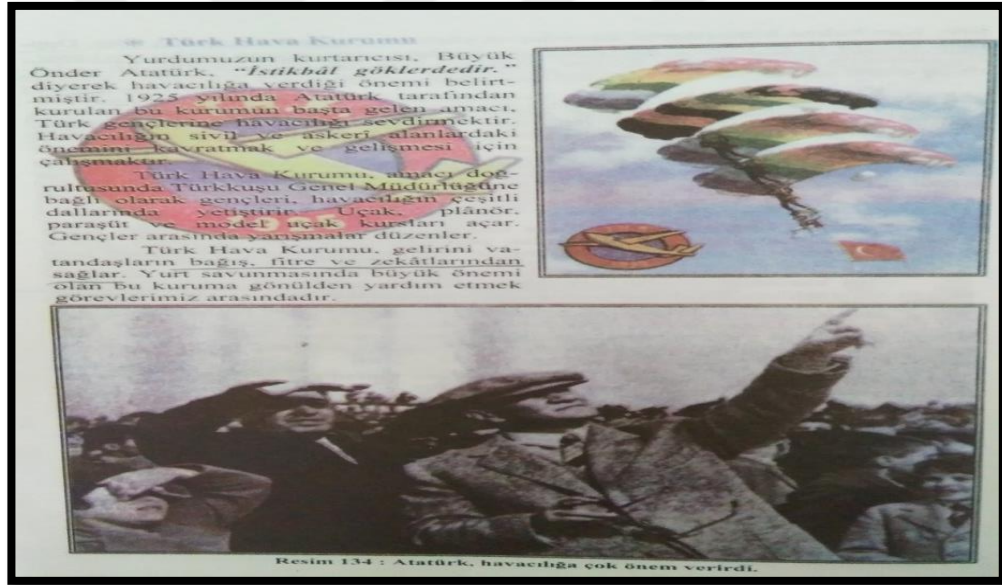 Türk Hava Kurumu
Yurdumuzun kurtarıcısı, Büyük
Önder Atatürk, “İstikbâl göklerdedir.”
diyerek havacılığa verdiği önemi belirt-
miştir. 1925 yılında Atatürk tarafından
kurulan bu kurumun başta gelen amacı,
Türk gençlerine havacılığı sevdirmektir.
Havacılığın sivil ve askerî alanlardaki
önemini kavratmak ve gelişmesi için
çalışmaktır.
Türk Hava Kurumu, amacı doğ-
rultusunda Türkkuşu Genel Müdürlüğüne
bağlı olarak gençleri, havacılığın çeşitli
dallarında yetiştirir. Uçak, plânör,
paraşüt ve model uçak kursları açar.
Gençler arasında yarışmalar düzenler.
Türk Hava Kurumu, gelirini va-
tandaşların bağış, fitre ve zekâtlarından
sağlar. Yurt savunmasında büyük önemi
olan bu kuruma gönülden yardım etmek
görevlerimiz arasındadır.
Resim 134 : Atatürk, havacılığa çok önem verirdi.